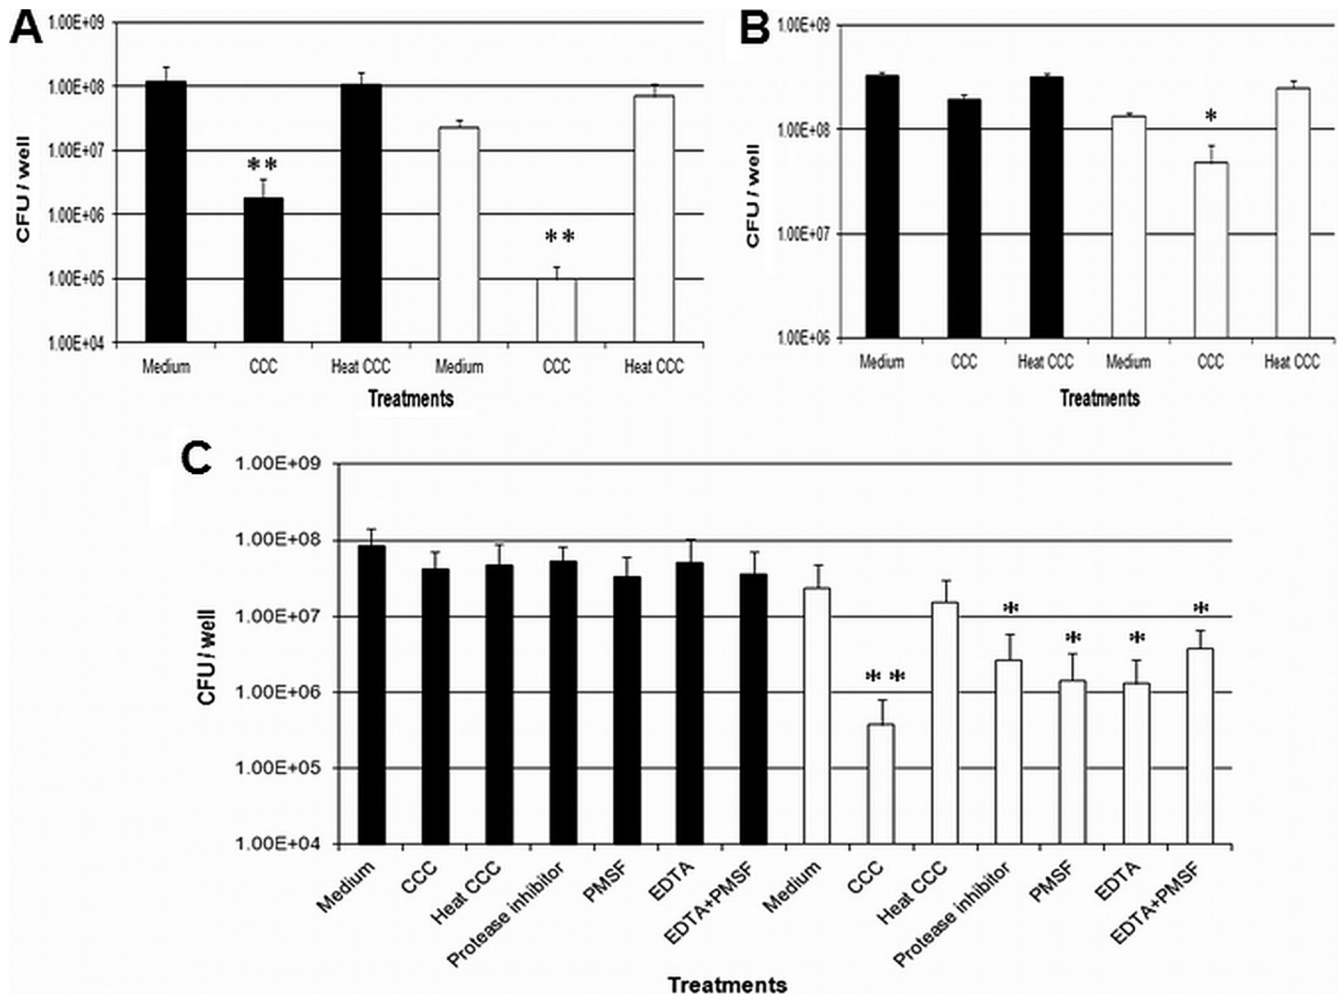 A
1.00E+09
1.00E+08
1.00E+07
1.00E+06
1.00E+05
1.00E+04
CFU / well
**
**
Medium CCC Heat CCC Medium CCC Heat CCC
Treatments
B
1.00E+09
1.00E+08
1.00E+07
1.00E+06
CFU / well
*
Medium CCC Heat CCC Medium CCC Heat CCC
Treatments
C
1.00E+09
1.00E+08
1.00E+07
1.00E+06
1.00E+05
1.00E+04
CFU / well
**
*
*
*
*
Medium
CCC
Heat CCC
Protease inhibitor
PMSF
EDTA
EDTA+PMSF
Medium
CCC
Heat CCC
Protease inhibitor
PMSF
EDTA
EDTA+PMSF
Treatments